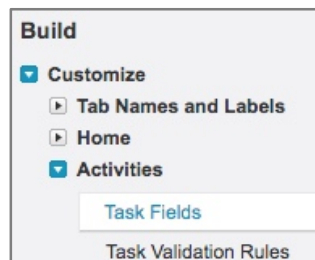 Build
Customize
Tab Names and Labels
Home
Activities
Task Fields
Task Validation Rules